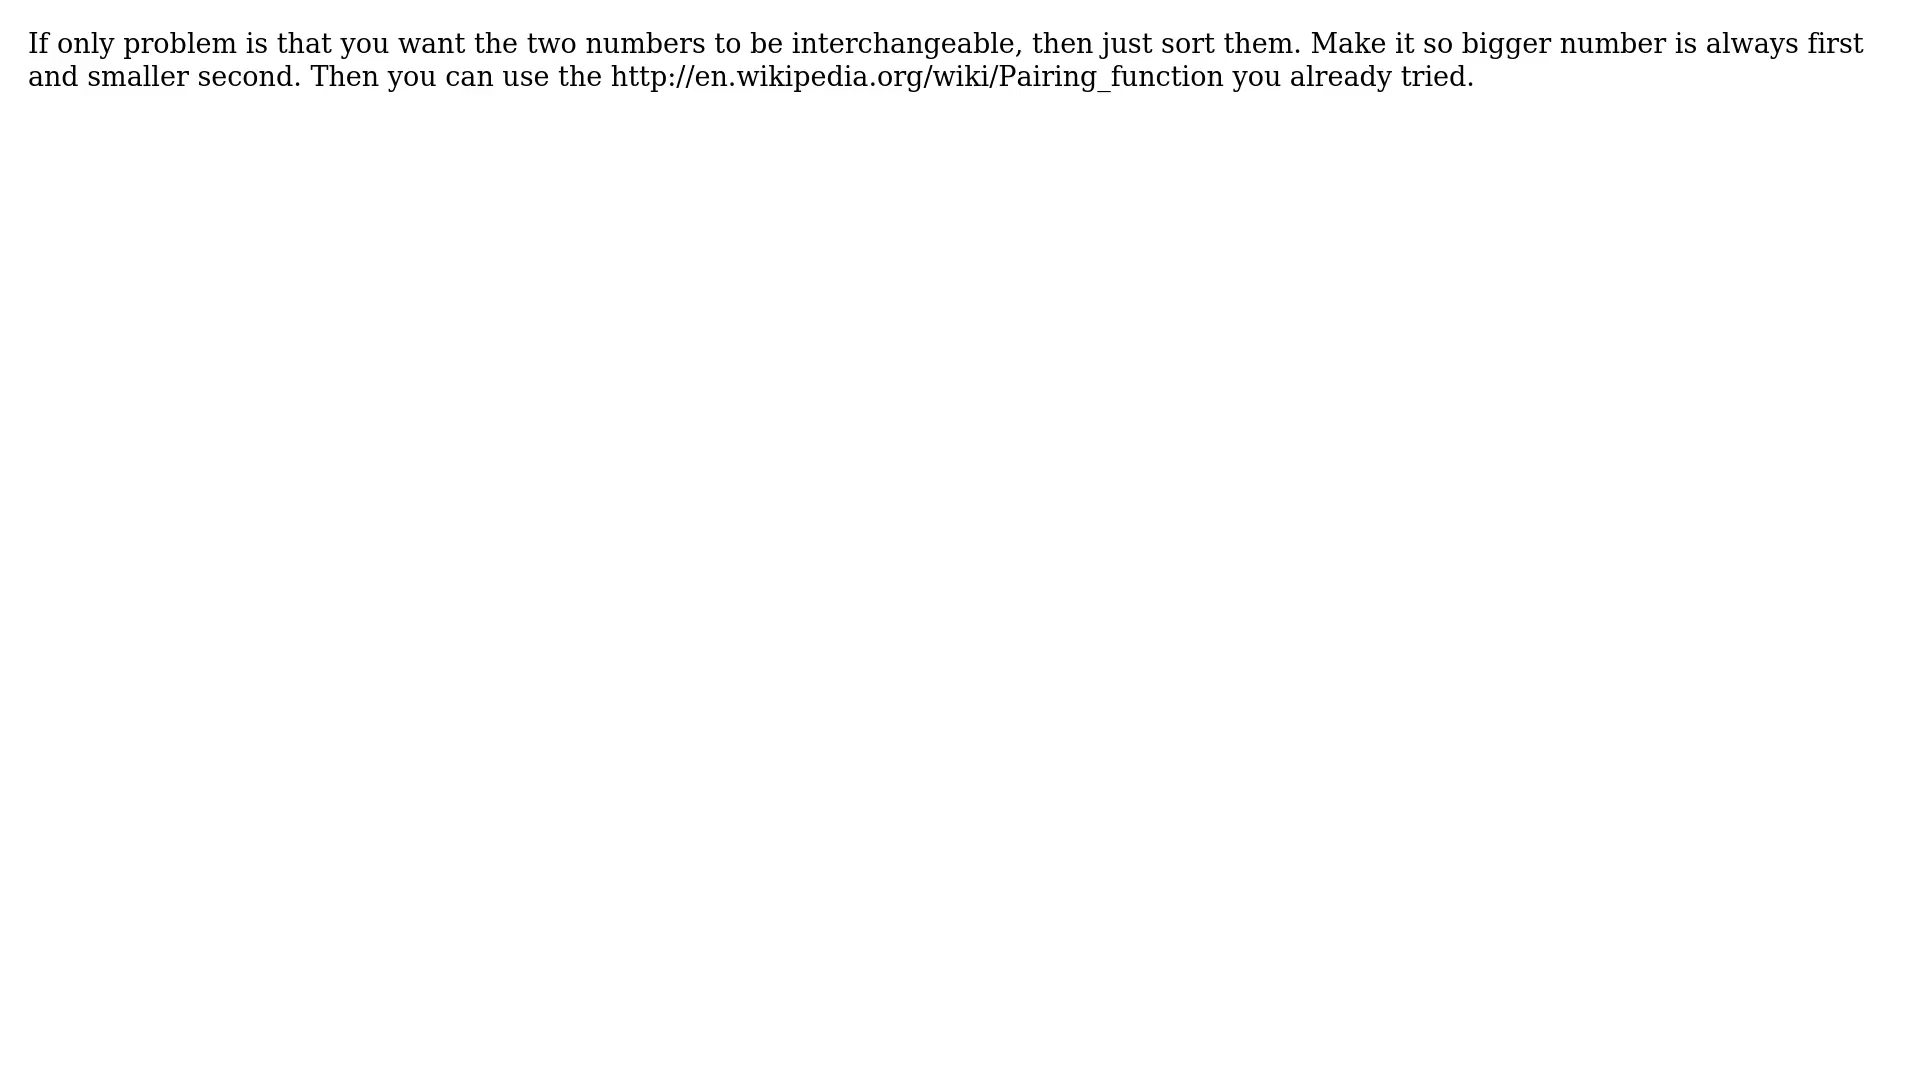 If only problem is that you want the two numbers to be interchangeable, then just sort them. Make it so bigger number is always first
and smaller second. Then you can use the http://en.wikipedia.org/wiki/Pairing_function you already tried.